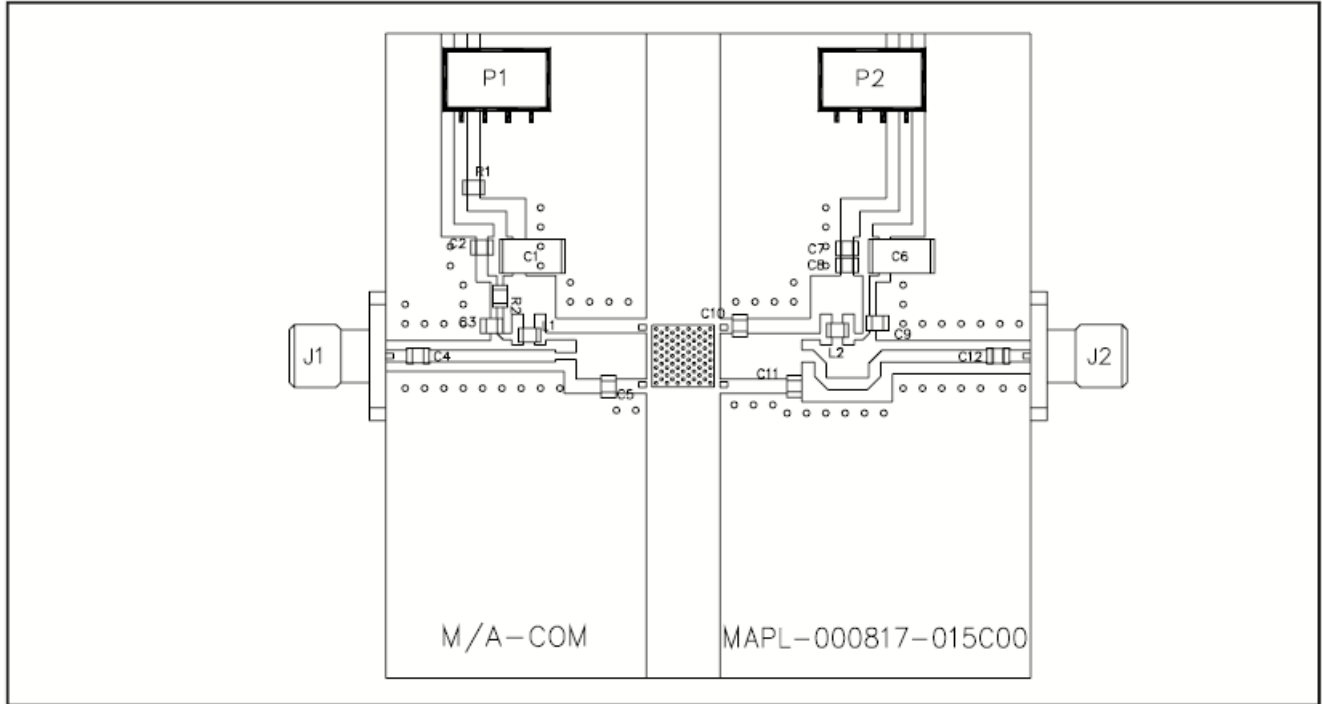 P1 P2
R1
C2 C1 C7 C6
C8
R2
C3 L1 C10 C9
L2
J1 C4 C12 J2
C11
C5
M/A-COM MAPL-000817-015C00